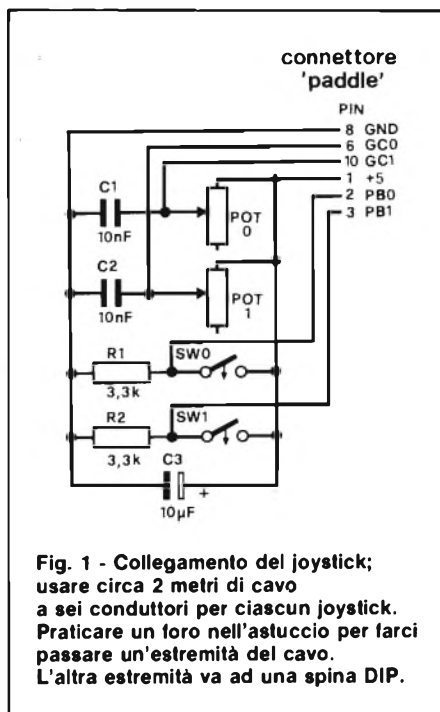 connettore
'paddle'
PIN
8 GND
6 GC0
10 GC1
1 +5
2 PB0
3 PB1
C1
10nF
POT
0
C2
10nF
POT
1
R1
3,3k
SW0
R2
3,3k
SW1
C3
+
10µF
Fig. 1 - Collegamento del joystick;
usare circa 2 metri di cavo
a sei conduttori per ciascun joystick.
Praticare un foro nell'astuccio per farci
passare un'estremità del cavo.
L'altra estremità va ad una spina DIP.